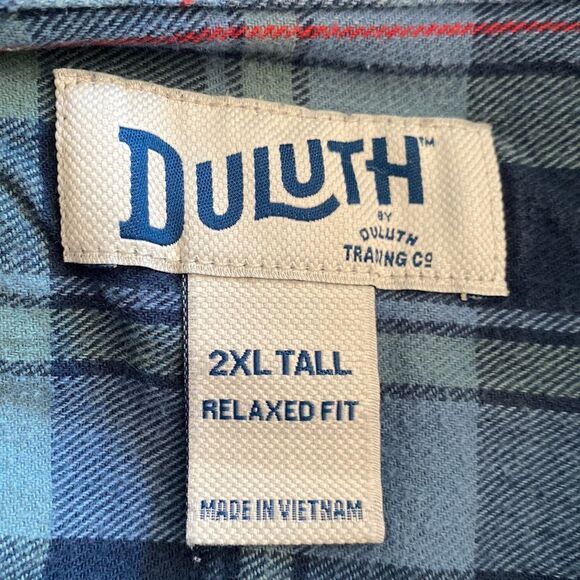 DULUTH™
BY
DULUTH
TRADING CO
2XL TALL
RELAXED FIT
MADE IN VIETNAM